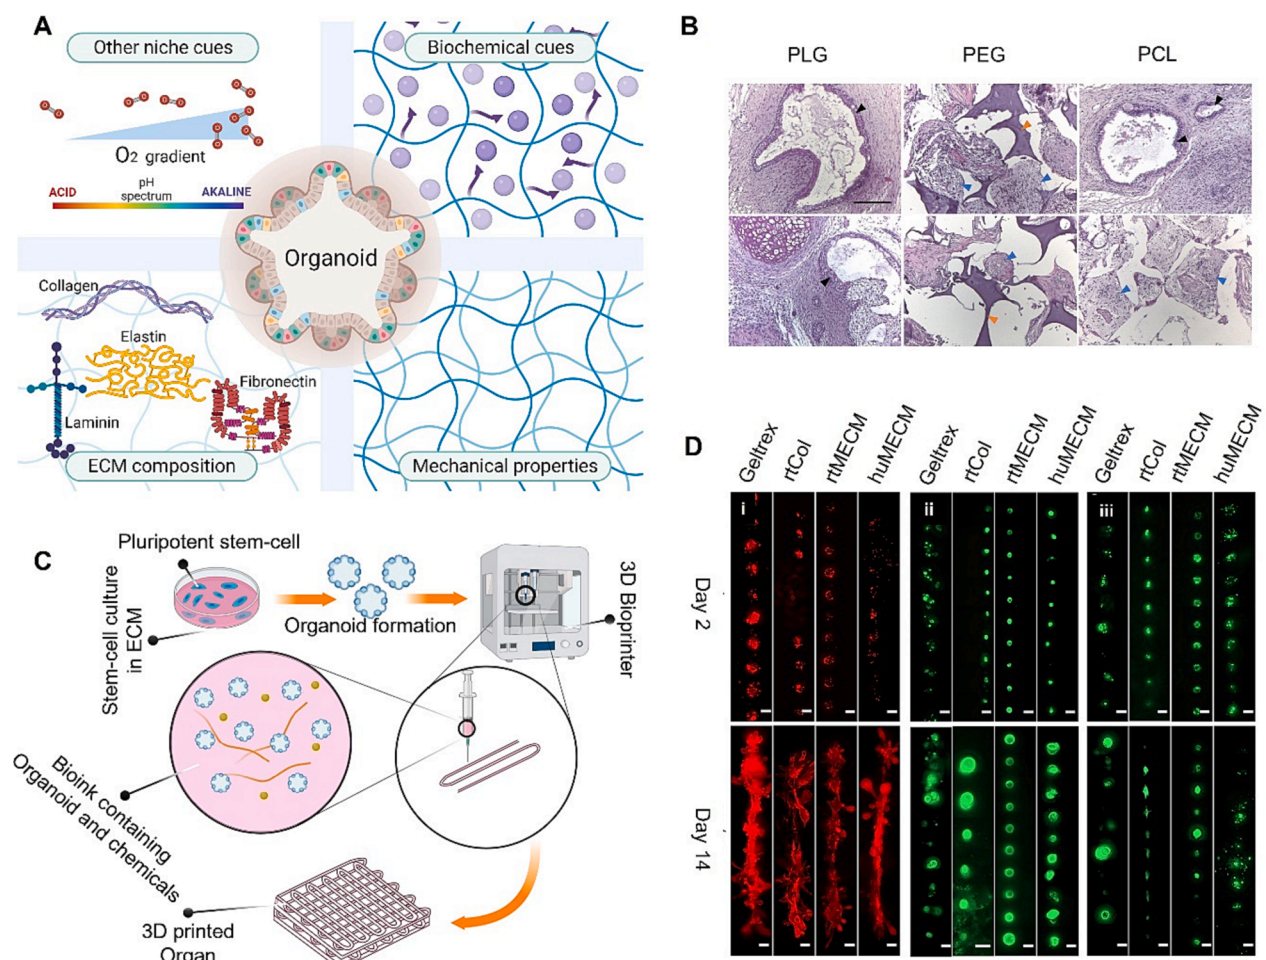 A
Other niche cues
O2 gradient
pH
spectrum
ACID
AKALINE
Biochemical cues
Organoid
Collagen
Elastin
Fibronectin
Laminin
ECM composition
Mechanical properties
B
PLG
PEG
PCL
C
Pluripotent stem-cell
Stem-cell culture
in ECM
Organoid formation
3D Bioprinter
Bioink containing
Organoid and chemicals
3D printed
Organ
D
Geltrex
rtCol
rtMECM
huMECM
Geltrex
rtCol
rtMECM
huMECM
Geltrex
rtCol
rtMECM
huMECM
i
ii
iii
Day 2
Day 14